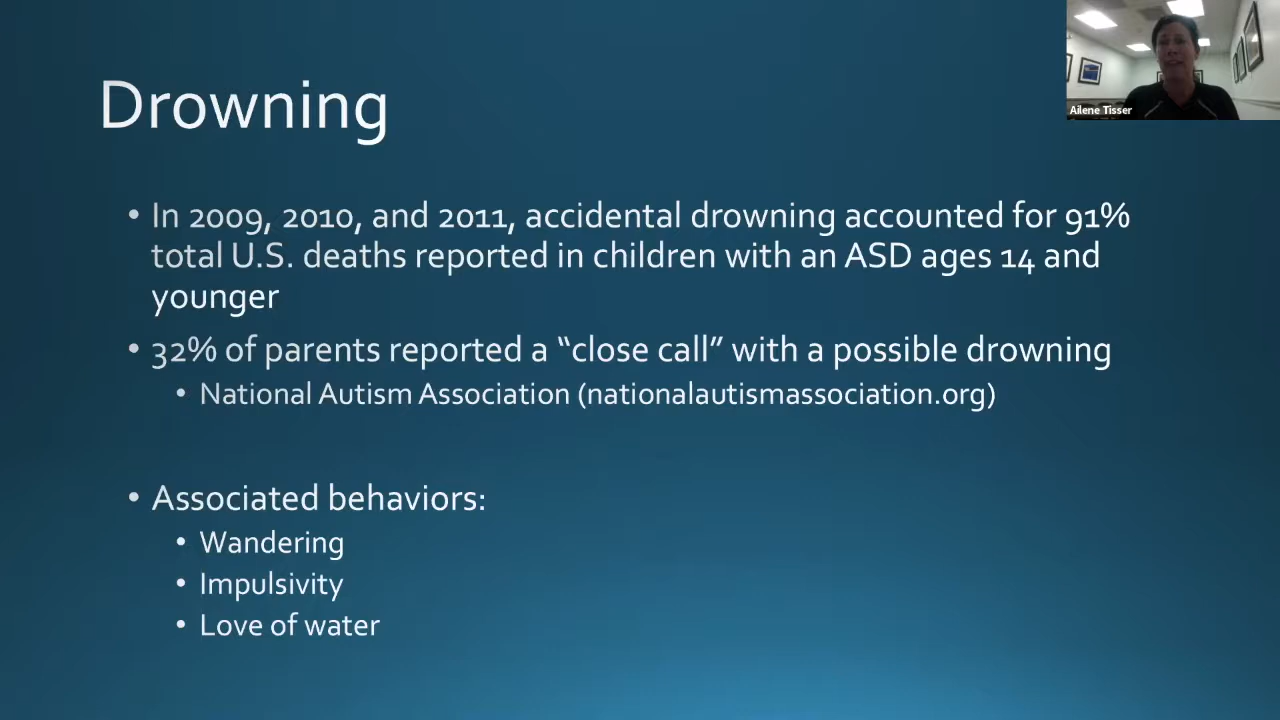 Drowning
Ailene Tisser
• In 2009, 2010, and 2011, accidental drowning accounted for 91%
total U.S. deaths reported in children with an ASD ages 14 and
younger
• 32% of parents reported a “close call” with a possible drowning
• National Autism Association (nationalautismassociation.org)
• Associated behaviors:
• Wandering
• Impulsivity
• Love of water